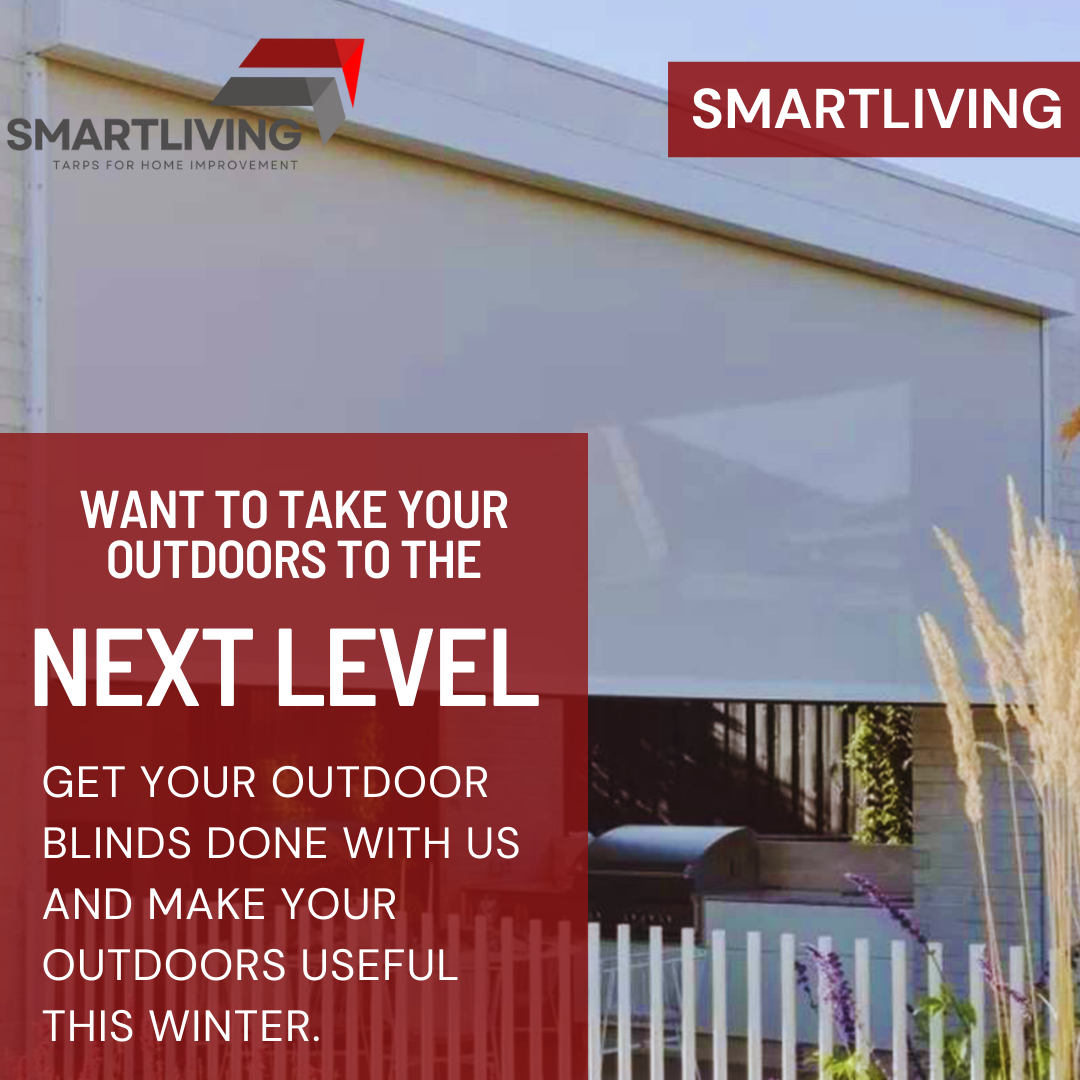 SMARTLIVING
TARPS FOR HOME IMPROVEMENT
SMARTLIVING
WANT TO TAKE YOUR
OUTDOORS TO THE
NEXT LEVEL
GET YOUR OUTDOOR
BLINDS DONE WITH US
AND MAKE YOUR
OUTDOORS USEFUL
THIS WINTER.